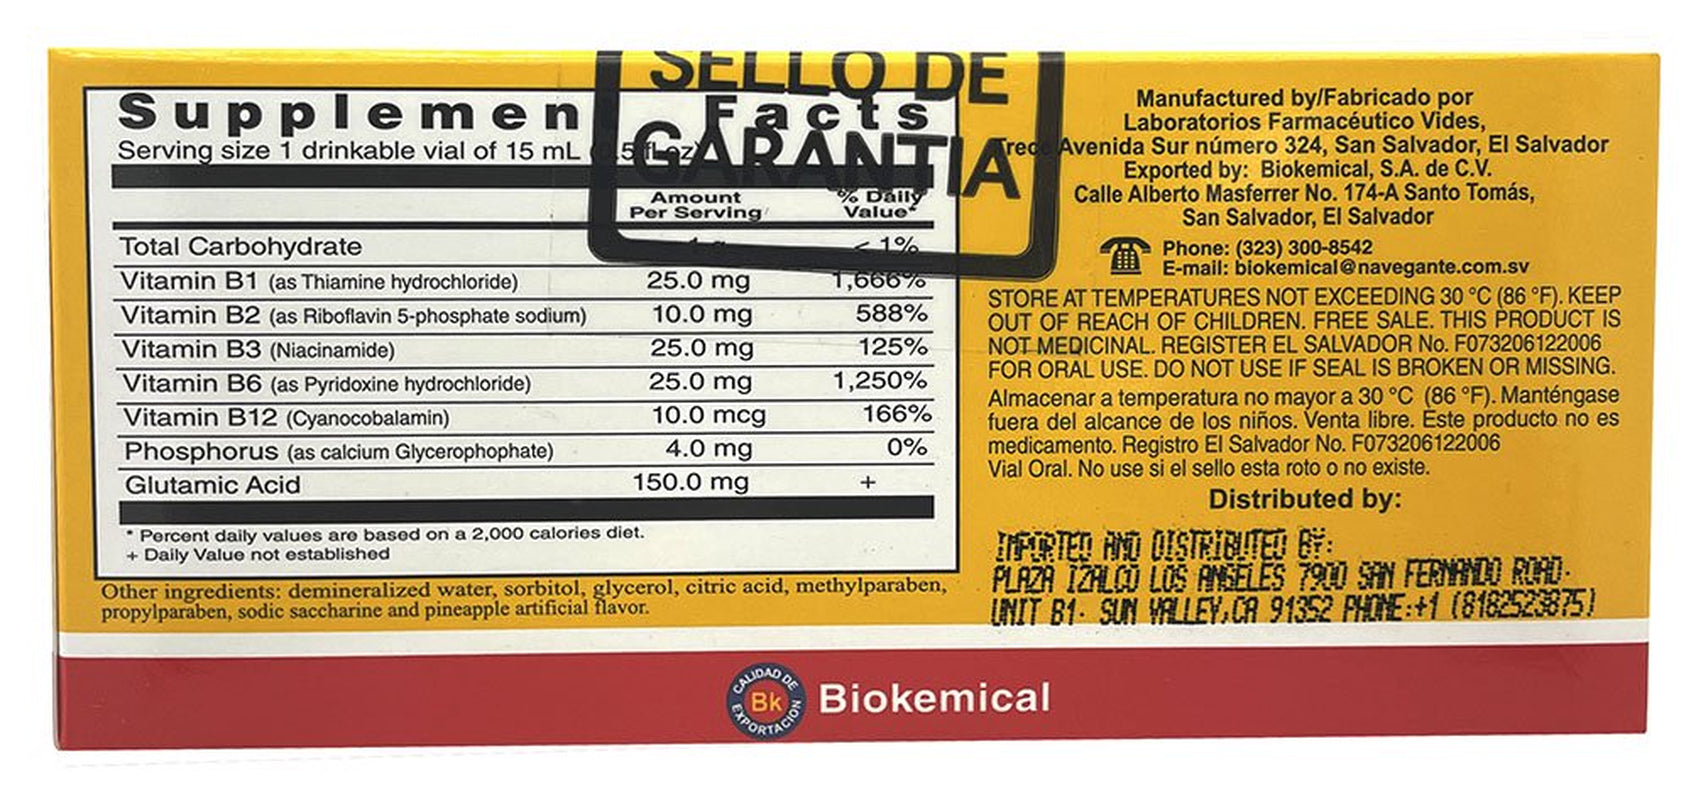 SELLO DE
GARANTIA
Supplemen Facts
Serving size 1 drinkable vial of 15 mL (0.5 fl oz)
Amount
Per Serving
% Daily
Value*
Total Carbohydrate 1 g < 1%
Vitamin B1 (as Thiamine hydrochloride) 25.0 mg 1,666%
Vitamin B2 (as Riboflavin 5-phosphate sodium) 10.0 mg 588%
Vitamin B3 (Niacinamide) 25.0 mg 125%
Vitamin B6 (as Pyridoxine hydrochloride) 25.0 mg 1,250%
Vitamin B12 (Cyanocobalamin) 10.0 mcg 166%
Phosphorus (as calcium Glycerophophate) 4.0 mg 0%
Glutamic Acid 150.0 mg +
* Percent daily values are based on a 2,000 calories diet.
+ Daily Value not established
Other ingredients: demineralized water, sorbitol, glycerol, citric acid, methylparaben,
propylparaben, sodic saccharine and pineapple artificial flavor.
Manufactured by/Fabricado por
Laboratorios Farmacéutico Vides,
Avenida Sur número 324, San Salvador, El Salvador
Exported by: Biokemical, S.A. de C.V.
Calle Alberto Masferrer No. 174-A Santo Tomás,
San Salvador, El Salvador
Phone: (323) 300-8542
E-mail: biokemical@navegante.com.sv
STORE AT TEMPERATURES NOT EXCEEDING 30 °C (86 °F). KEEP
OUT OF REACH OF CHILDREN. FREE SALE. THIS PRODUCT IS
NOT MEDICINAL. REGISTER EL SALVADOR No. F073206122006
FOR ORAL USE. DO NOT USE IF SEAL IS BROKEN OR MISSING.
Almacenar a temperatura no mayor a 30 °C (86 °F). Manténgase
fuera del alcance de los niños. Venta libre. Este producto no es
medicamento. Registro El Salvador No. F073206122006
Vial Oral. No use si el sello esta roto o no existe.
Distributed by:
IMPORTED AND DISTRIBUTED BY:
PLAZA IZALCO LOS ANGELES 7900 SAN FERNANDO ROAD.
UNIT B1. SUN VALLEY,CA 91352 PHONE:+1 (8182523875)
CALIDAD DE
Bk
EXPORTACION
Biokemical